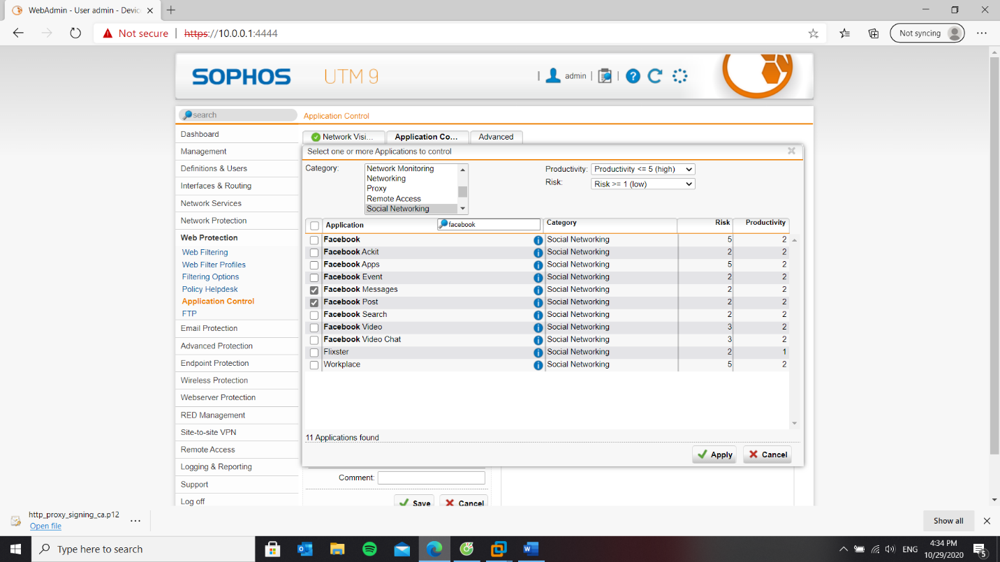 WebAdmin - User admin - Devic
Not secure
https://10.0.0.1:4444
Not syncing
SOPHOS UTM 9
admin
search
Application Control
Dashboard
Management
Definitions & Users
Interfaces & Routing
Network Services
Network Protection
Web Protection
Web Filtering
Web Filter Profiles
Filtering Options
Policy Helpdesk
Application Control
FTP
Email Protection
Advanced Protection
Endpoint Protection
Wireless Protection
Webserver Protection
RED Management
Site-to-site VPN
Remote Access
Logging & Reporting
Support
Log off
Network Visi... Application Co... Advanced
Select one or more Applications to control
Category:
Network Monitoring
Networking
Proxy
Remote Access
Social Networking
Productivity: Productivity <= 5 (high)
Risk: Risk >= 1 (low)
Application facebook Category Risk Productivity
Facebook Social Networking 5 2
Facebook Ackit Social Networking 2 2
Facebook Apps Social Networking 5 2
Facebook Event Social Networking 2 2
Facebook Messages Social Networking 2 2
Facebook Post Social Networking 2 2
Facebook Search Social Networking 2 2
Facebook Video Social Networking 3 2
Facebook Video Chat Social Networking 3 2
Flixster Social Networking 2 1
Workplace Social Networking 5 2
11 Applications found
Apply Cancel
Comment:
Save Cancel
http_proxy_signing_ca.p12
Open file
Show all
Type here to search
ENG
4:34 PM
10/29/2020
5